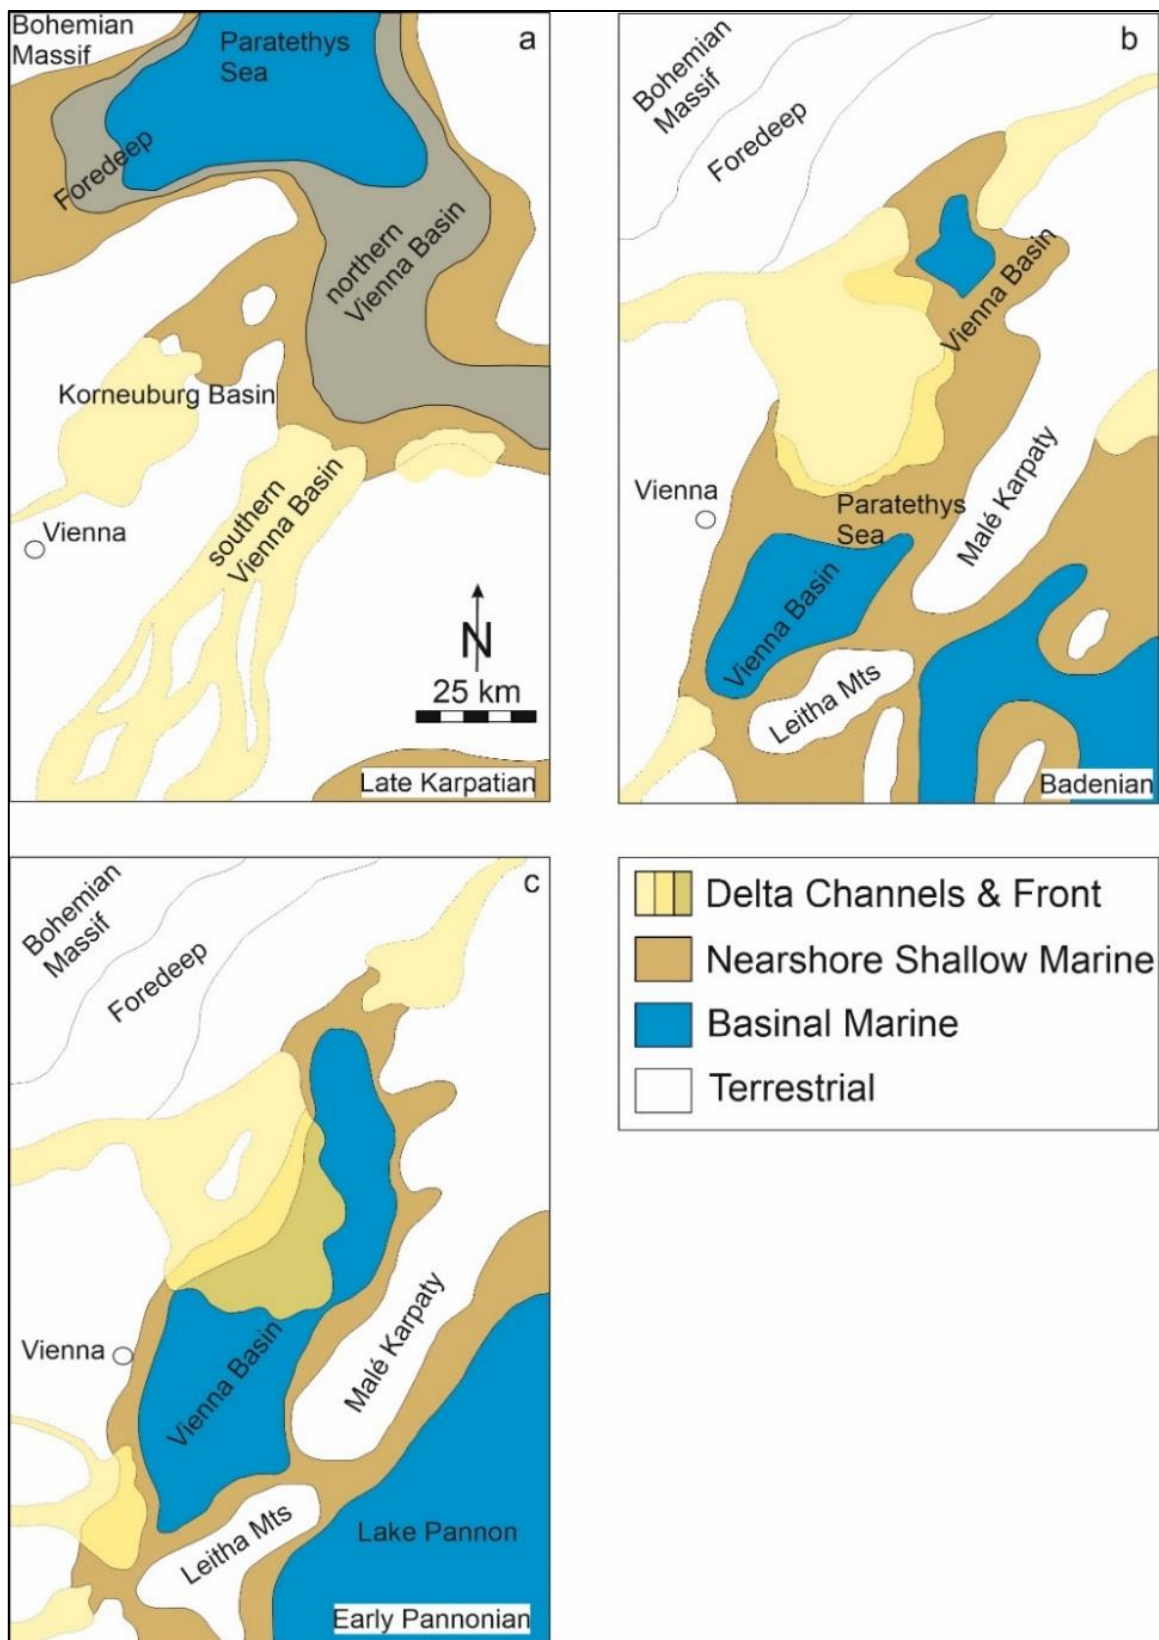 Bohemian
Massif
Paratethys
Sea
a
Foredeep
northern
Vienna Basin
Korneuburg Basin
Vienna
southern
Vienna Basin
N
25 km
Late Karpatian
b
Bohemian
Massif
Foredeep
Vienna Basin
Vienna
Paratethys
Sea
Malé Karpaty
Vienna Basin
Leitha Mts
Badenian
c
Bohemian
Massif
Foredeep
Vienna
Vienna Basin
Malé Karpaty
Leitha Mts
Lake Pannon
Early Pannonian
Delta Channels & Front
Nearshore Shallow Marine
Basinal Marine
Terrestrial